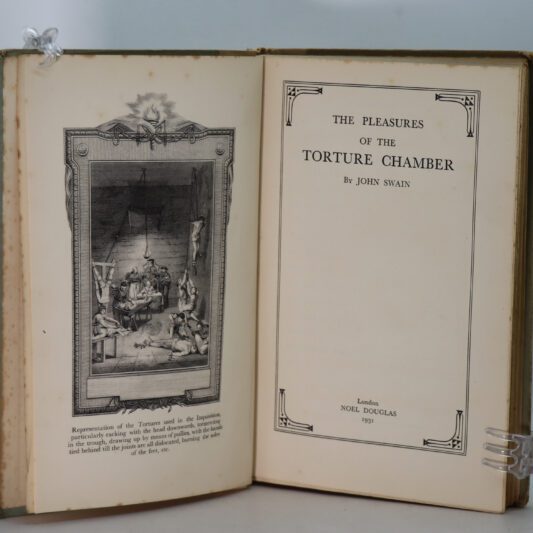 Representation of the Tortures used in the Inquisition,
particularly racking with the head downwards, tormenting
in the trough, drawing up by means of pullies, with the hands
tied behind till the joints are all dislocated, burning the soles
of the feet, etc.
THE PLEASURES
OF THE
TORTURE CHAMBER
By JOHN SWAIN
London
NOEL DOUGLAS
1931